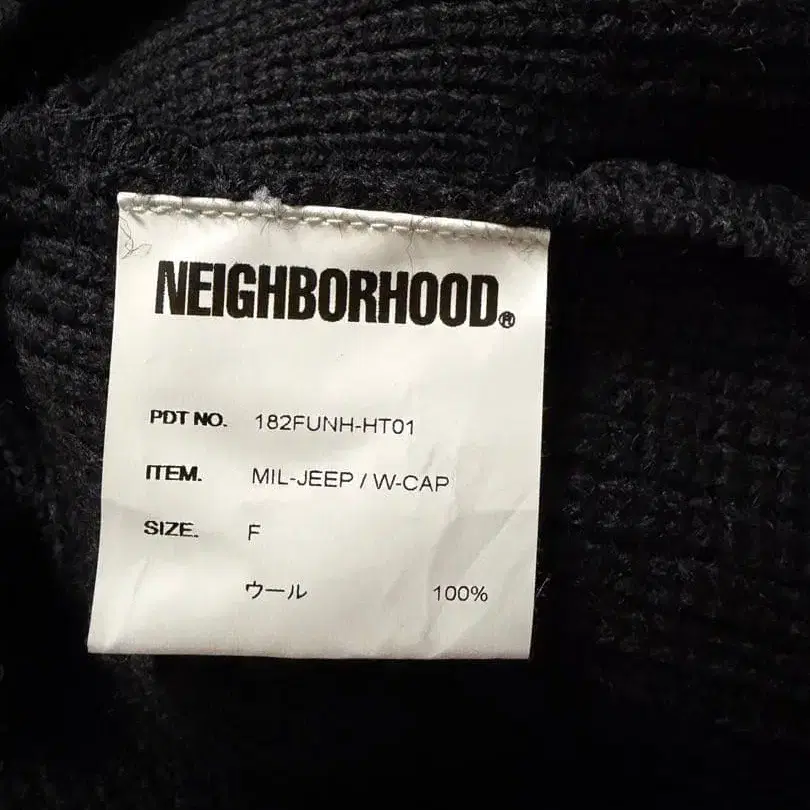 NEIGHBORHOOD®
PDT NO. 182FUNH-HT01
ITEM. MIL-JEEP / W-CAP
SIZE. F
ウール 100%